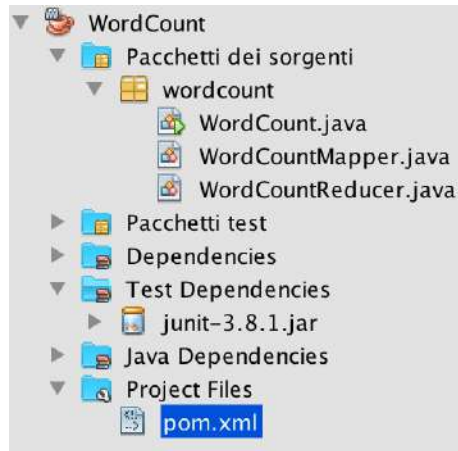 WordCount
Pacchetti dei sorgenti
wordcount
WordCount.java
WordCountMapper.java
WordCountReducer.java
Pacchetti test
Dependencies
Test Dependencies
junit-3.8.1.jar
Java Dependencies
Project Files
pom.xml